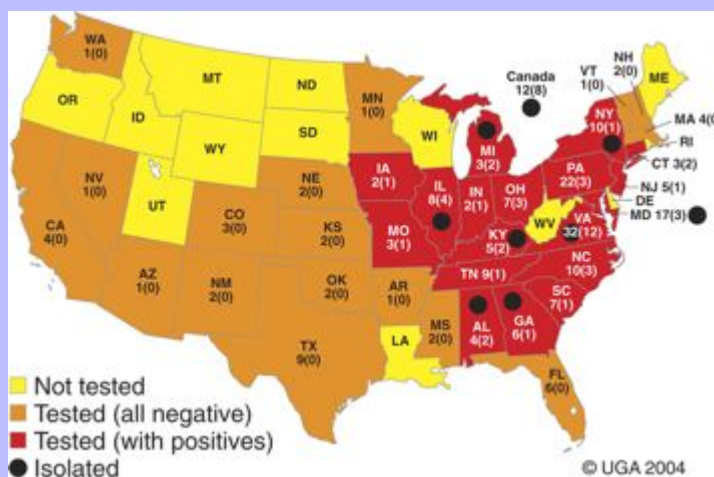 WA
1(0)
MT
ND
OR
ID
WY
SD
MN
1(0)
WI
Canada
12(8)
NH
2(0)
VT
1(0)
ME
MA 4(
RI
CT 3(2)
NJ 5(1)
DE
MD 17(3)
NY
10(1)
MI
3(2)
PA
22(3)
NV
1(0)
UT
CA
4(0)
CO
3(0)
NE
2(0)
KS
2(0)
IA
2(1)
IL
8(4)
IN
2(1)
OH
7(3)
MO
3(1)
KY
5(2)
WV
VA
32(12)
NC
10(3)
TN 9(1)
SC
7(1)
AZ
1(0)
NM
2(0)
OK
2(0)
AR
1(0)
MS
2(0)
AL
4(2)
GA
6(1)
TX
9(0)
LA
FL
6(0)
Not tested
Tested (all negative)
Tested (with positives)
Isolated
© UGA 2004